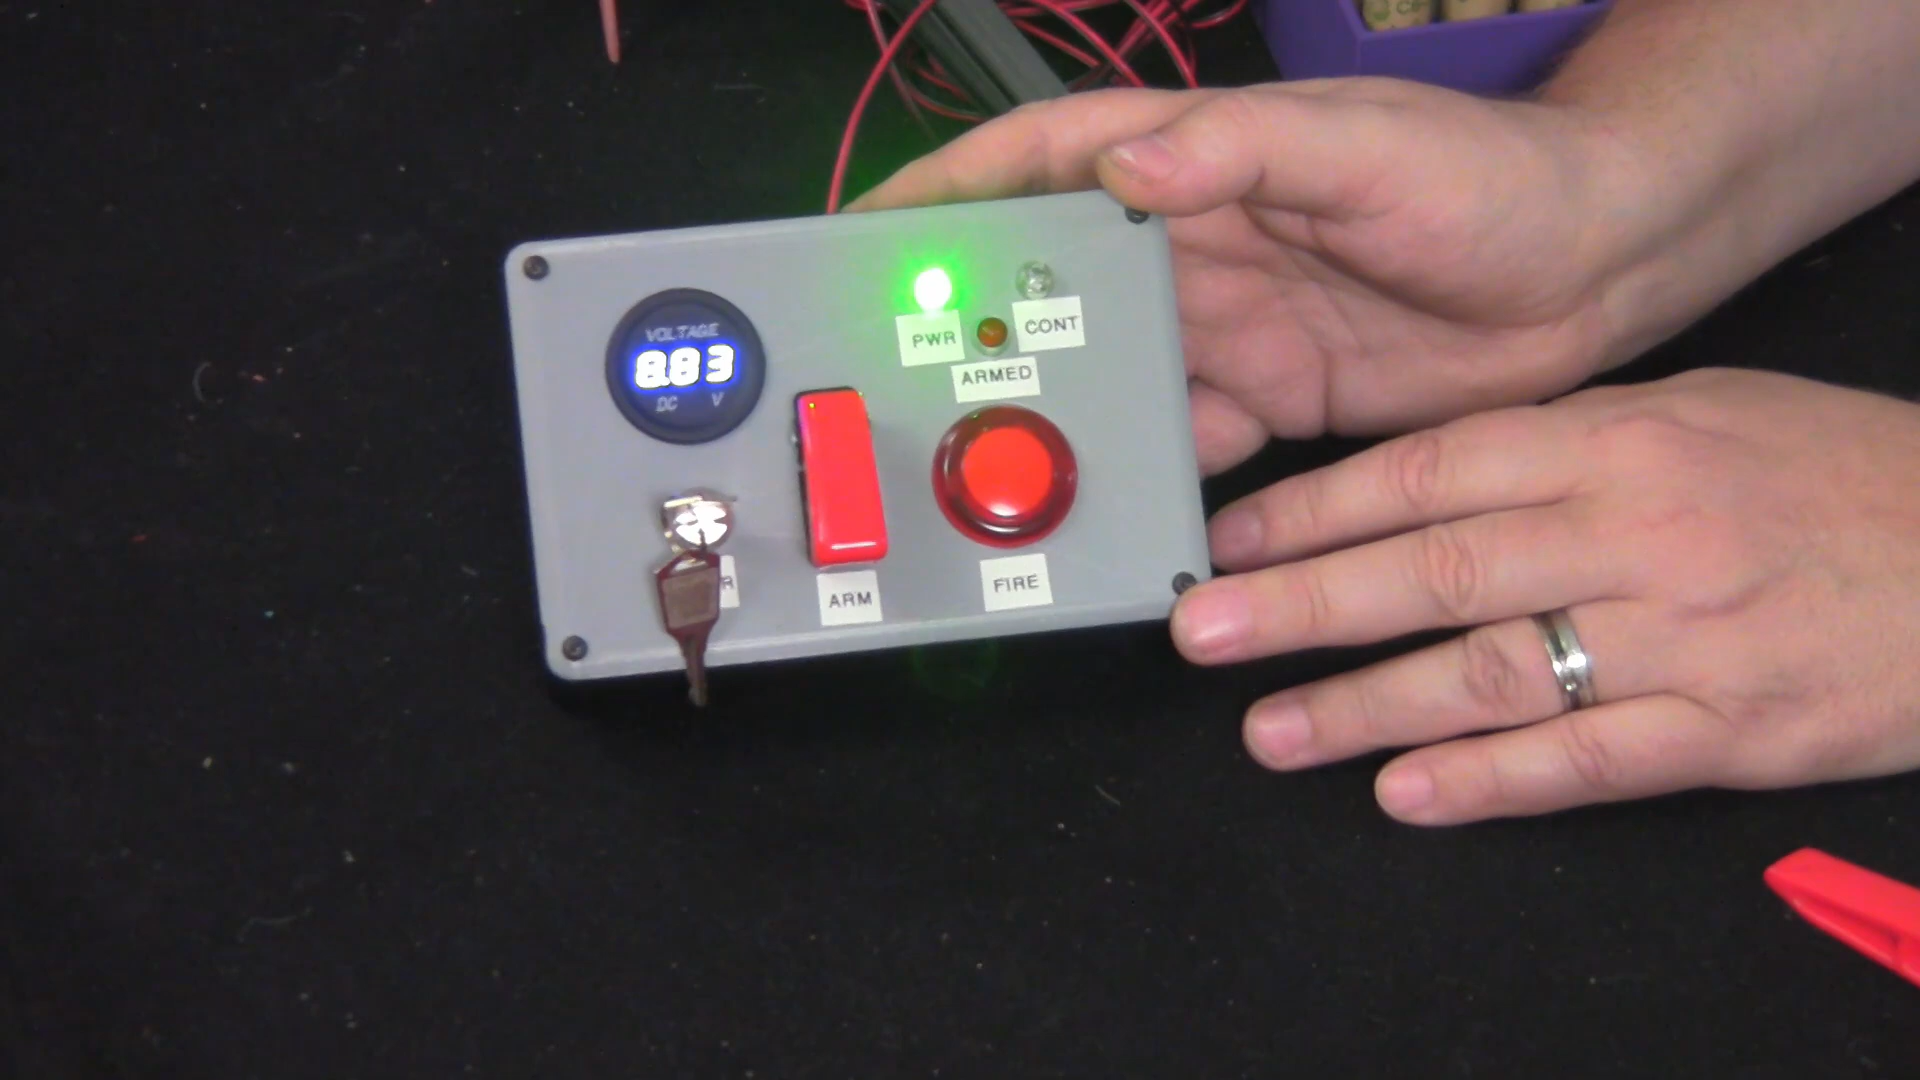 VOLTAGE
8.83
DC V
PWR
CONT
ARMED
R
ARM
FIRE